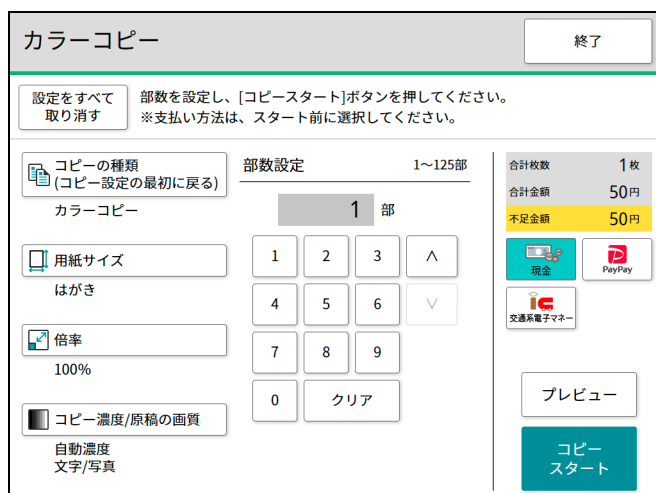 カラーコピー
終了
設定をすべて
取り消す
部数を設定し、[コピースタート]ボタンを押してください。
※支払い方法は、スタート前に選択してください。
コピーの種類
(コピー設定の最初に戻る)
カラーコピー
用紙サイズ
はがき
倍率
100%
コピー濃度/原稿の画質
自動濃度
文字/写真
部数設定 1～125部
1 部
1 2 3 ∧
4 5 6 ∨
7 8 9
0 クリア
合計枚数 1枚
合計金額 50円
不足金額 50円
現金
PayPay
交通系電子マネー
プレビュー
コピー
スタート